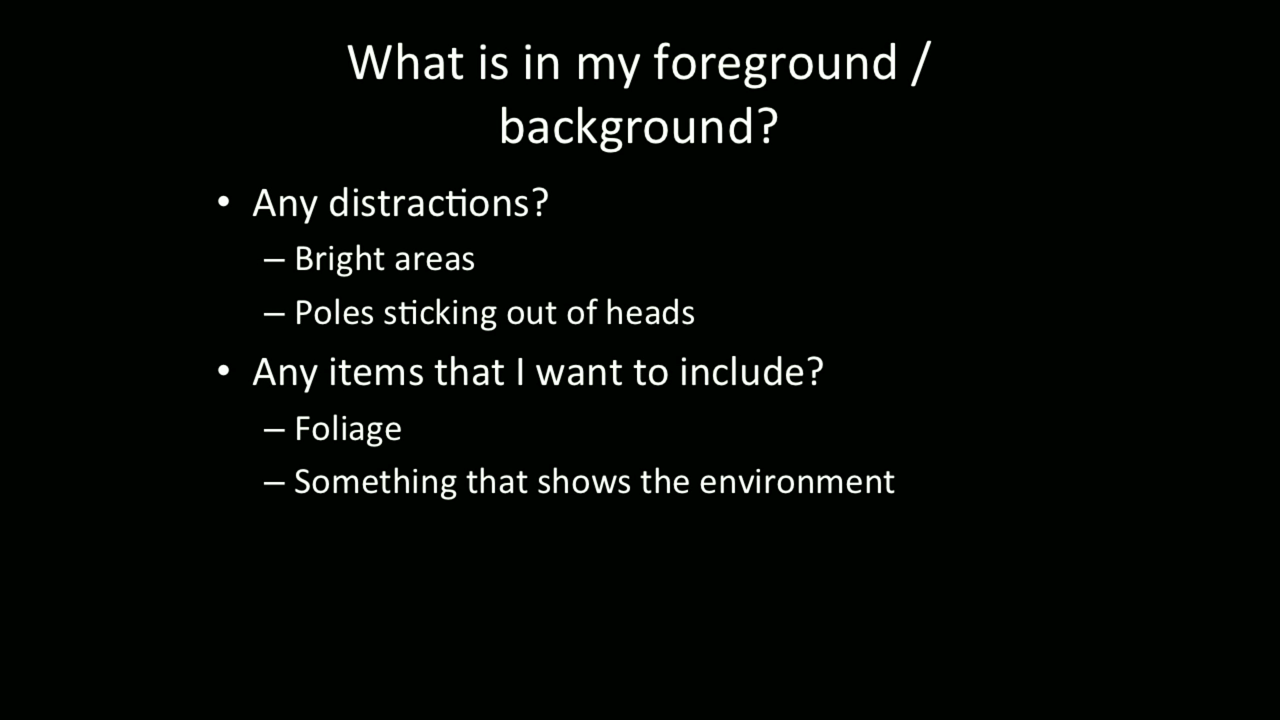 What is in my foreground /
background?
• Any distractions?
– Bright areas
– Poles sticking out of heads
• Any items that I want to include?
– Foliage
– Something that shows the environment